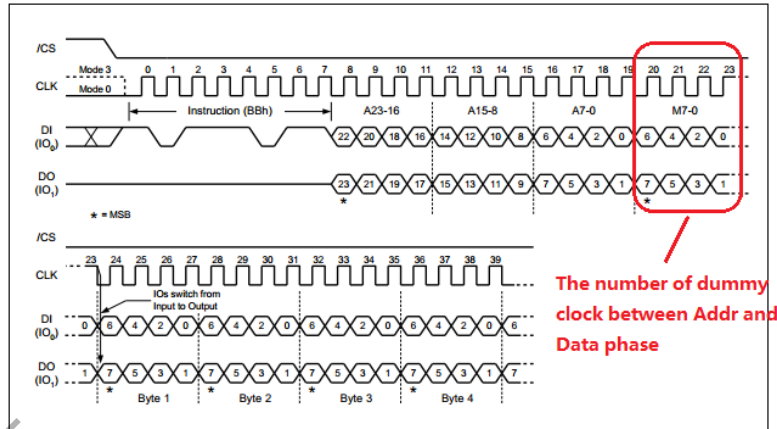 /CS
Mode 3 0 1 2 3 4 5 6 7 8 9 10 11 12 13 14 15 16 17 18 19 20 21 22 23
CLK Mode 0
Instruction (BBh) A23-16 A15-8 A7-0 M7-0
DI
(IO0) 22 20 18 16 14 12 10 8 6 4 2 0 6 4 2 0
DO
(IO1) 23 21 19 17 15 13 11 9 7 5 3 1 7 5 3 1
* *
* = MSB
/CS
23 24 25 26 27 28 29 30 31 32 33 34 35 36 37 38 39
CLK
IOs switch from
Input to Output
DI
(IO0) 0 6 4 2 0 6 4 2 0 6 4 2 0 6 4 2 0 6
DO
(IO1) 1 7 5 3 1 7 5 3 1 7 5 3 1 7 5 3 1 7
* * * *
Byte 1 Byte 2 Byte 3 Byte 4
The number of dummy
clock between Addr and
Data phase